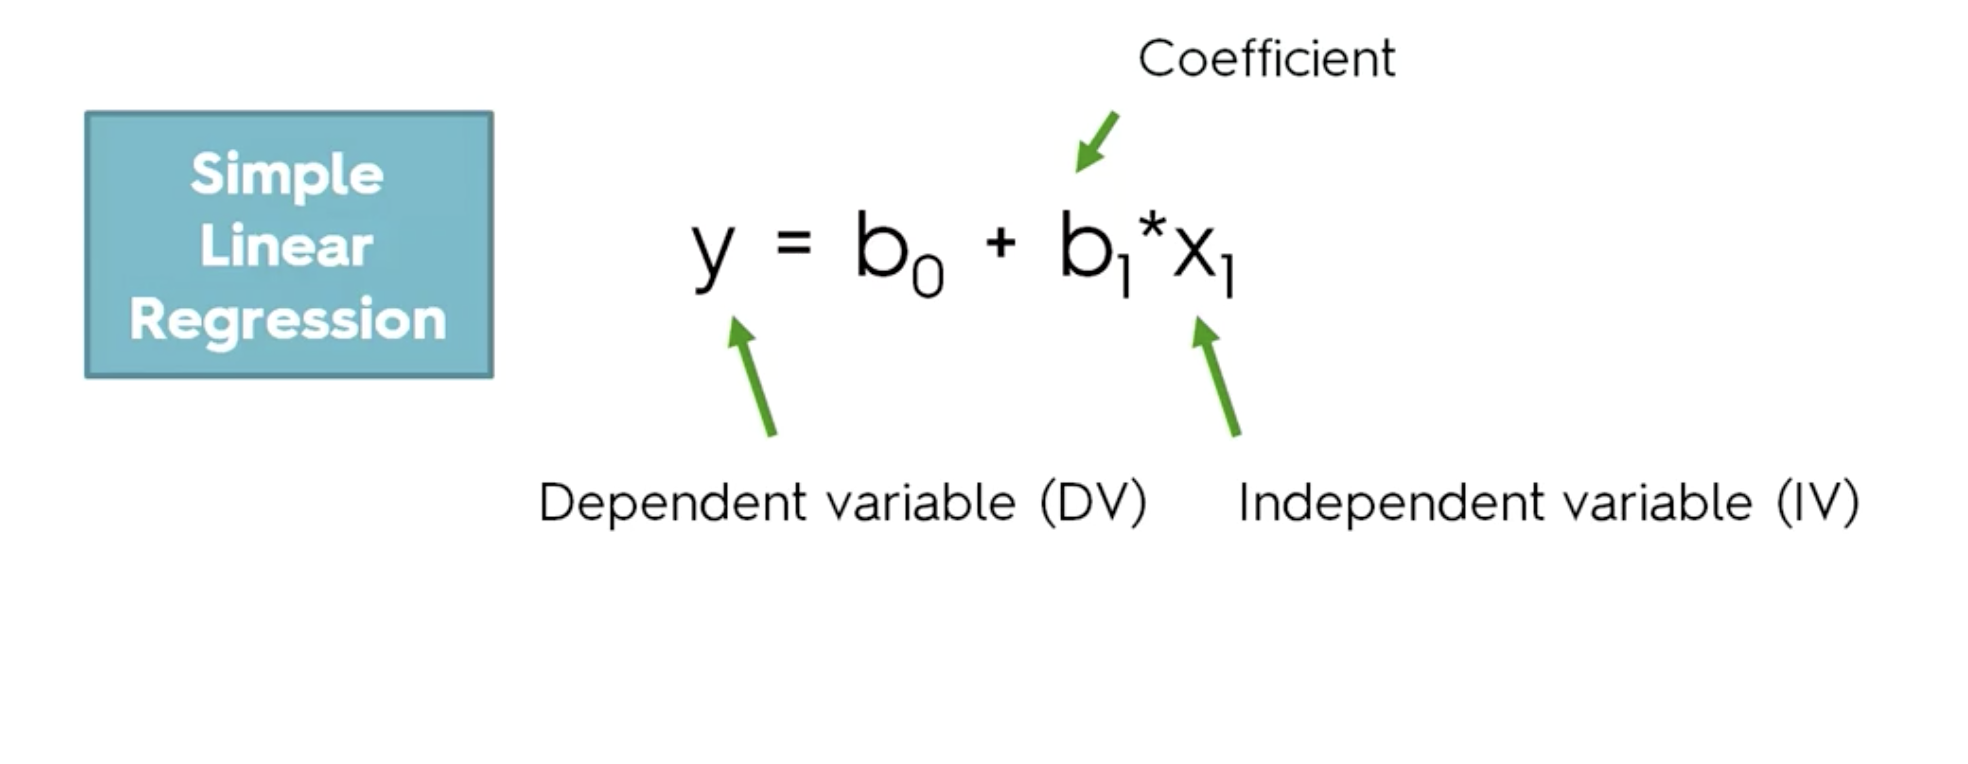 Coefficient
Simple
Linear
Regression
y = b₀ + b₁*x₁
Dependent variable (DV)
Independent variable (IV)